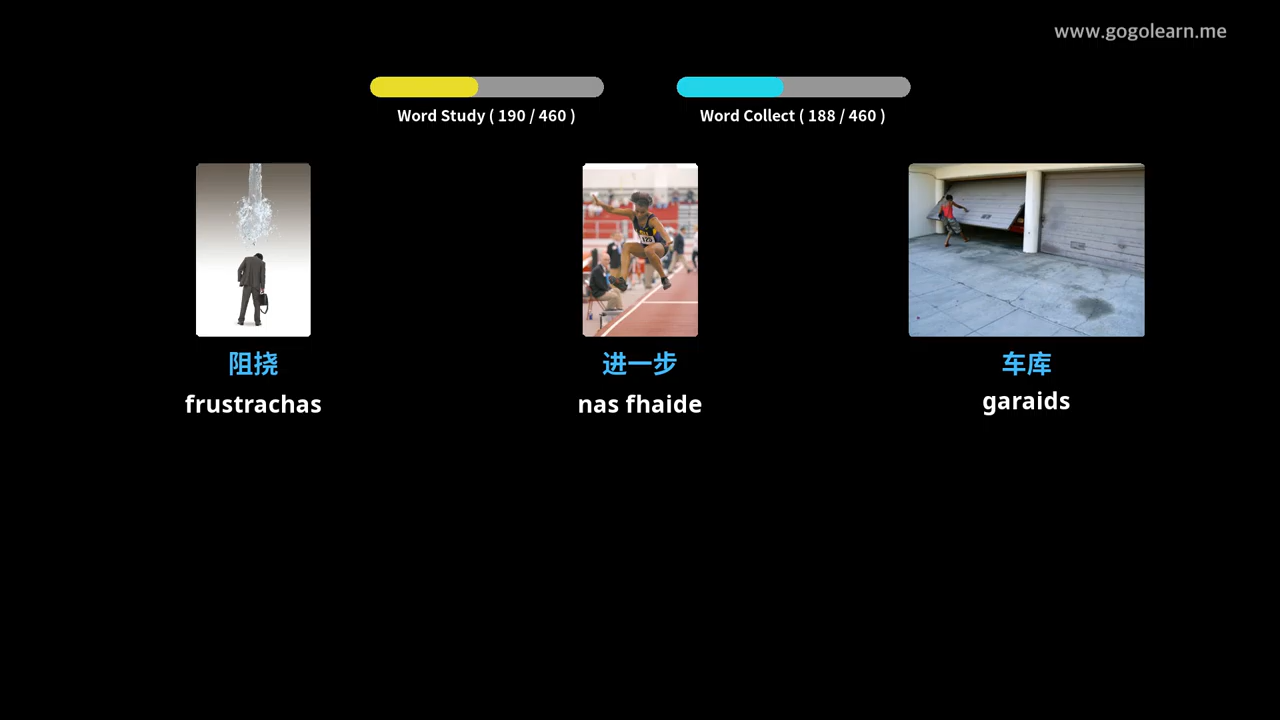 www.gogolearn.me
Word Study ( 190 / 460 )
Word Collect ( 188 / 460 )
阻挠
frustrachas
进一步
nas fhaide
车库
garaids